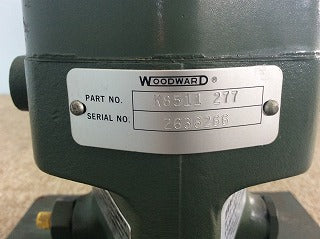 WOODWARD®
PART NO. K8511 277
SERIAL NO. 2636266